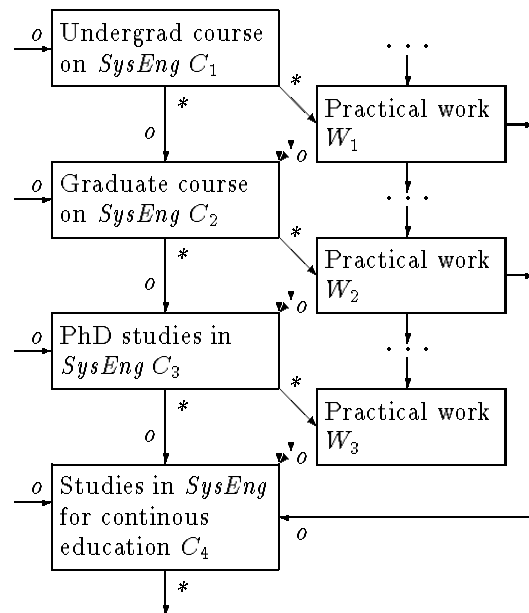 o
Undergrad course
on SysEng C₁
. . .
*
*
o
Practical work
W₁
o
o
Graduate course
on SysEng C₂
. . .
*
*
o
Practical work
W₂
o
o
PhD studies in
SysEng C₃
. . .
*
*
o
Practical work
W₃
o
o
Studies in SysEng
for continous
education C₄
o
*